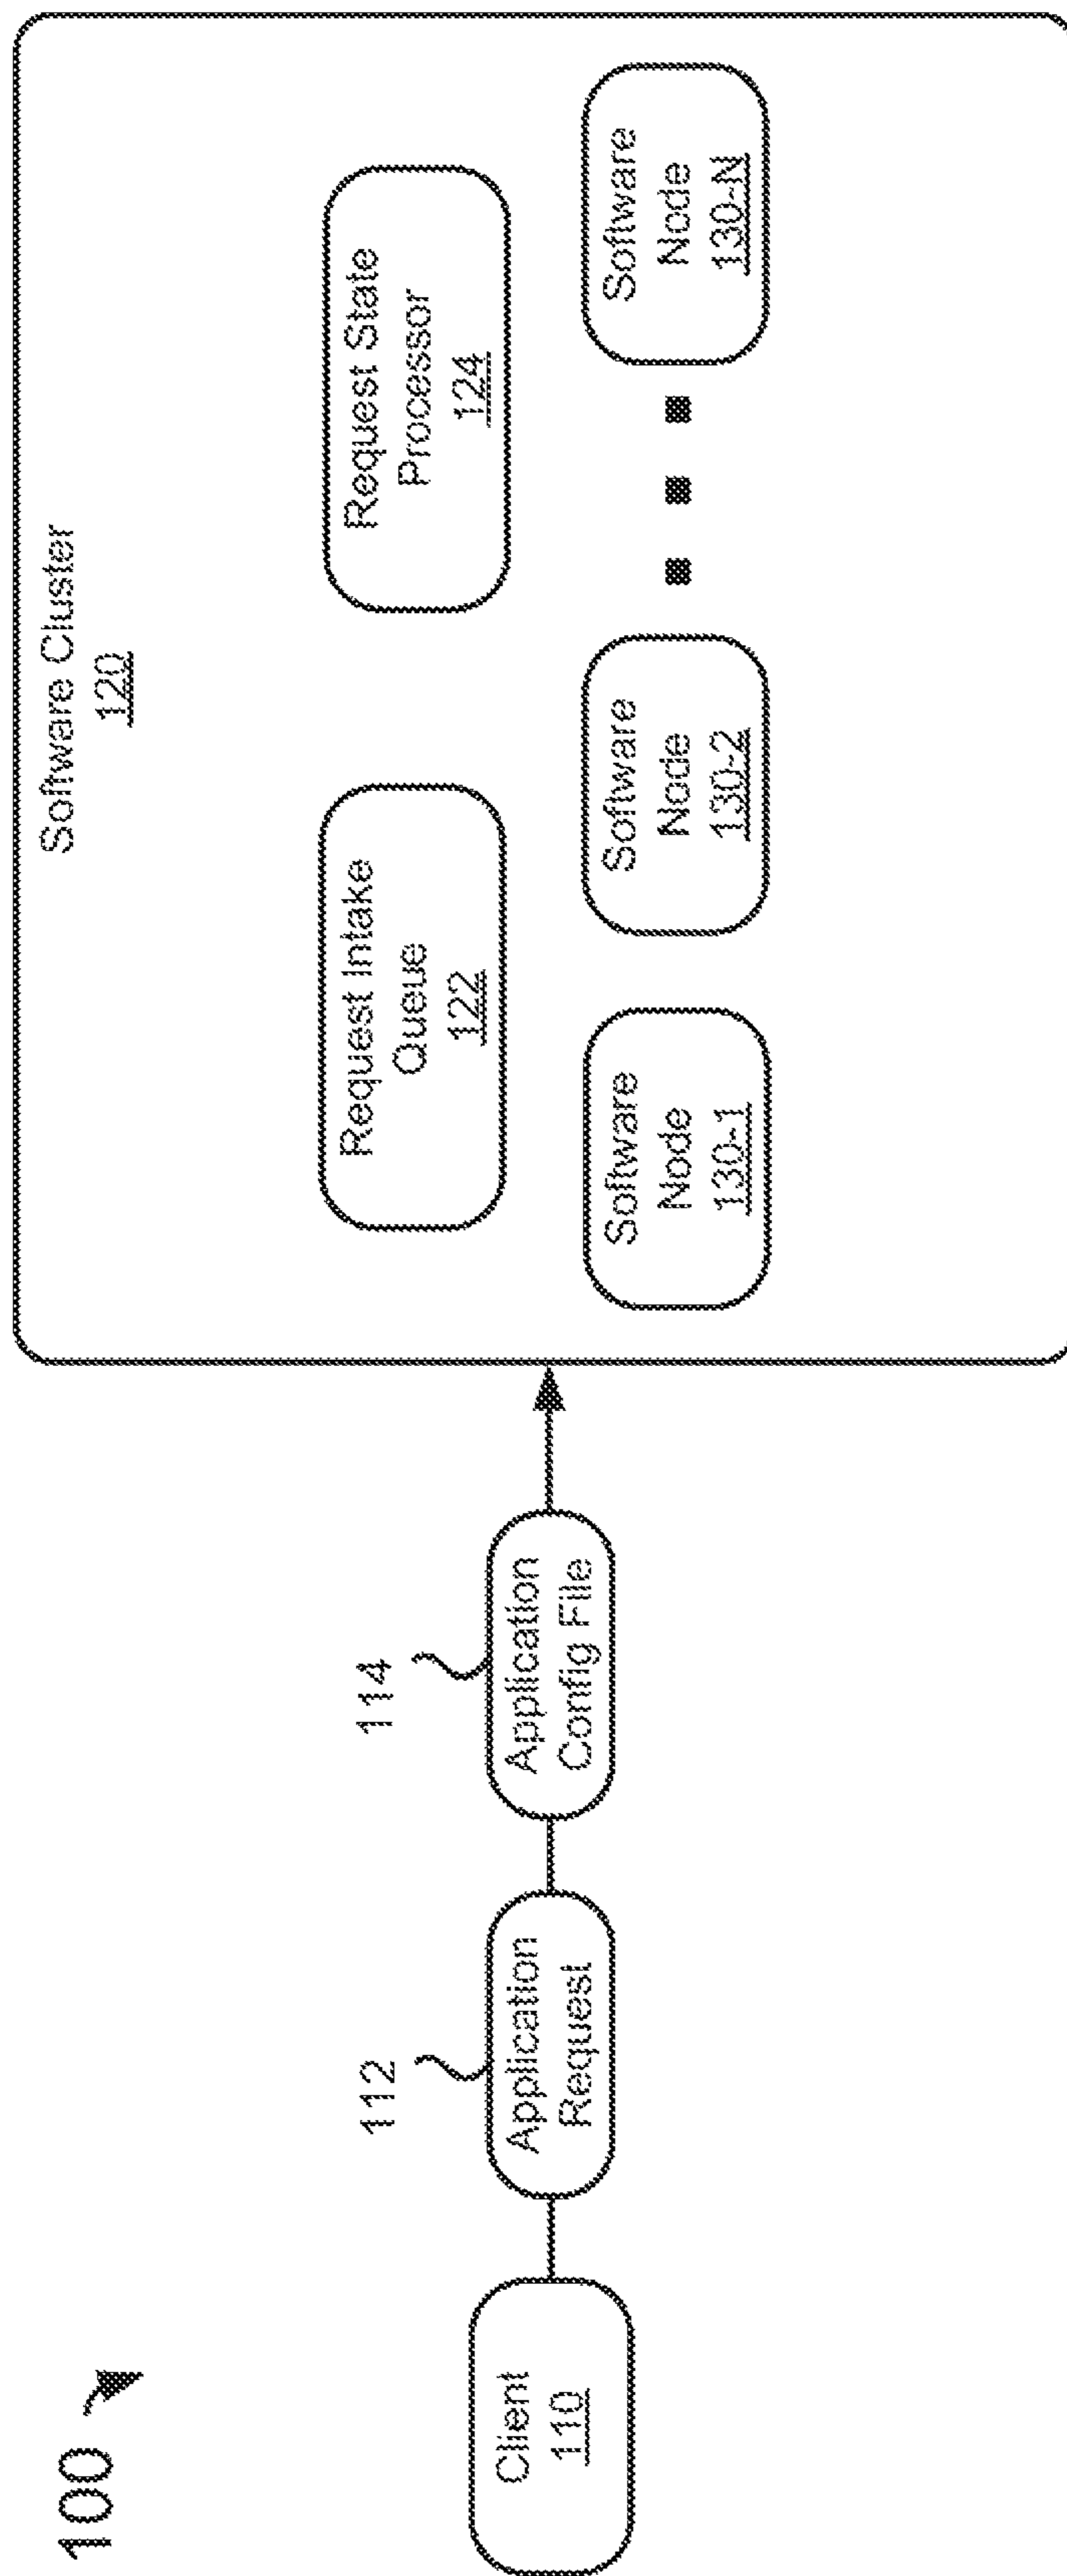 100
Client
110
112
Application
Request
114
Application
Config File
Software Cluster
120
Request Intake
Queue
122
Request State
Processor
124
Software
Node
130-1
Software
Node
130-2
Software
Node
130-N